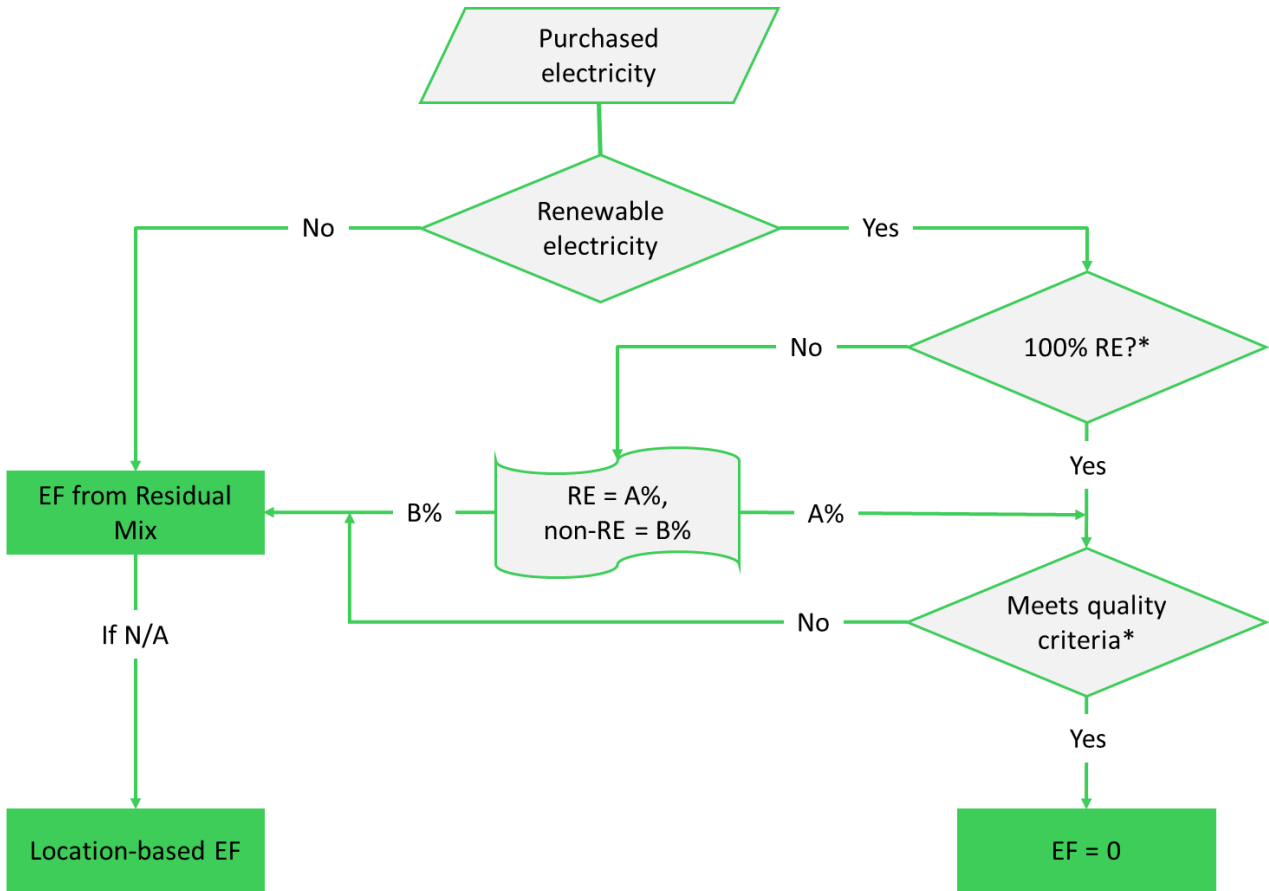 Purchased
electricity
Renewable
electricity
No
Yes
100% RE?*
No
Yes
EF from Residual
Mix
B%
RE = A%,
non-RE = B%
A%
Meets quality
criteria*
No
If N/A
Yes
Location-based EF
EF = 0